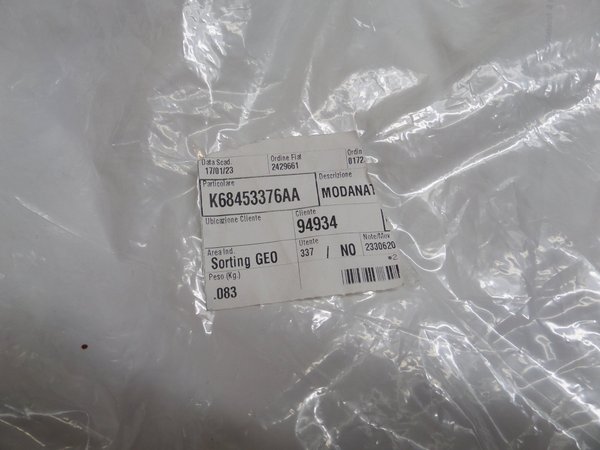 Data Scad. Ordine Fiat Ordin
17/01/23 2429661 0172
Particolare Descrizione
K68453376AA MODANAT
Ubicazione Cliente Cliente
94934
Area Ind. Utente Note/Mov
Sorting GEO 337 / NO 2330620
Peso (Kg.) *2
.083